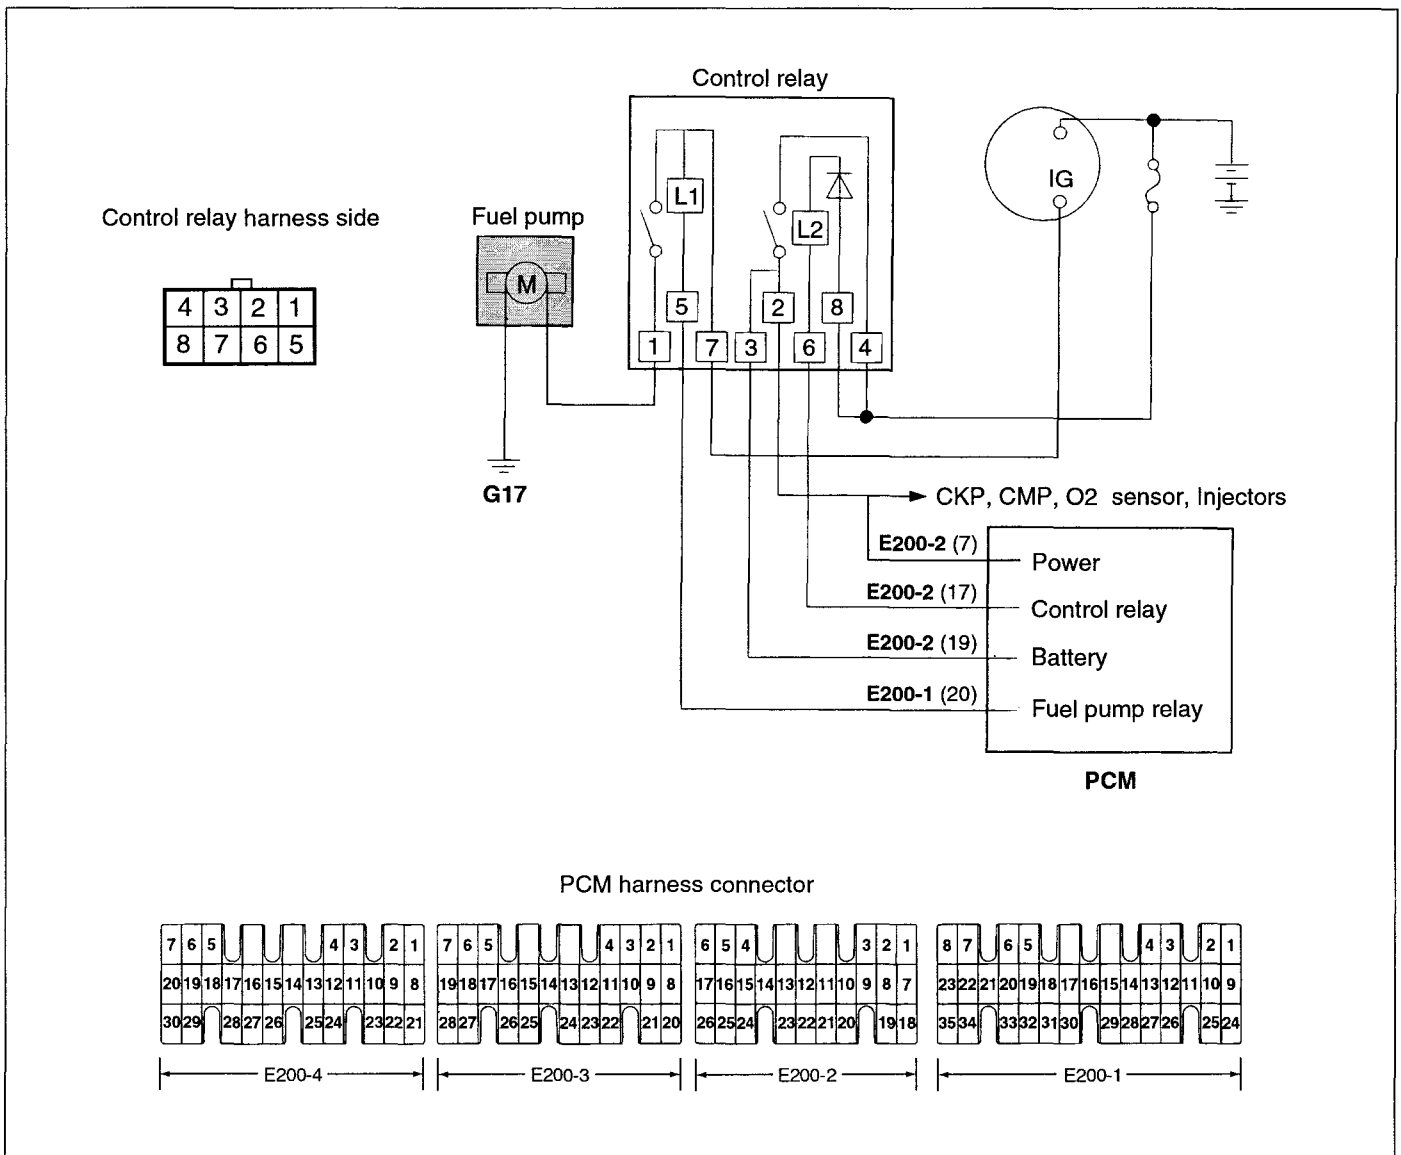 Control relay
Control relay harness side
Fuel pump
IG
L1
L2
M
4 3 2 1
8 7 6 5
5 2 8
1 7 3 6 4
G17
CKP, CMP, O2 sensor, Injectors
E200-2 (7) Power
E200-2 (17) Control relay
E200-2 (19) Battery
E200-1 (20) Fuel pump relay
PCM
PCM harness connector
7 6 5 4 3 2 1 7 6 5 4 3 2 1 6 5 4 3 2 1 8 7 6 5 4 3 2 1
20 19 18 17 16 15 14 13 12 11 10 9 8 19 18 17 16 15 14 13 12 11 10 9 8 17 16 15 14 13 12 11 10 9 8 7 23 22 21 20 19 18 17 16 15 14 13 12 11 10 9
30 29 28 27 26 25 24 23 22 21 28 27 26 25 24 23 22 21 20 26 25 24 23 22 21 20 19 18 35 34 33 32 31 30 29 28 27 26 25 24
E200-4 E200-3 E200-2 E200-1